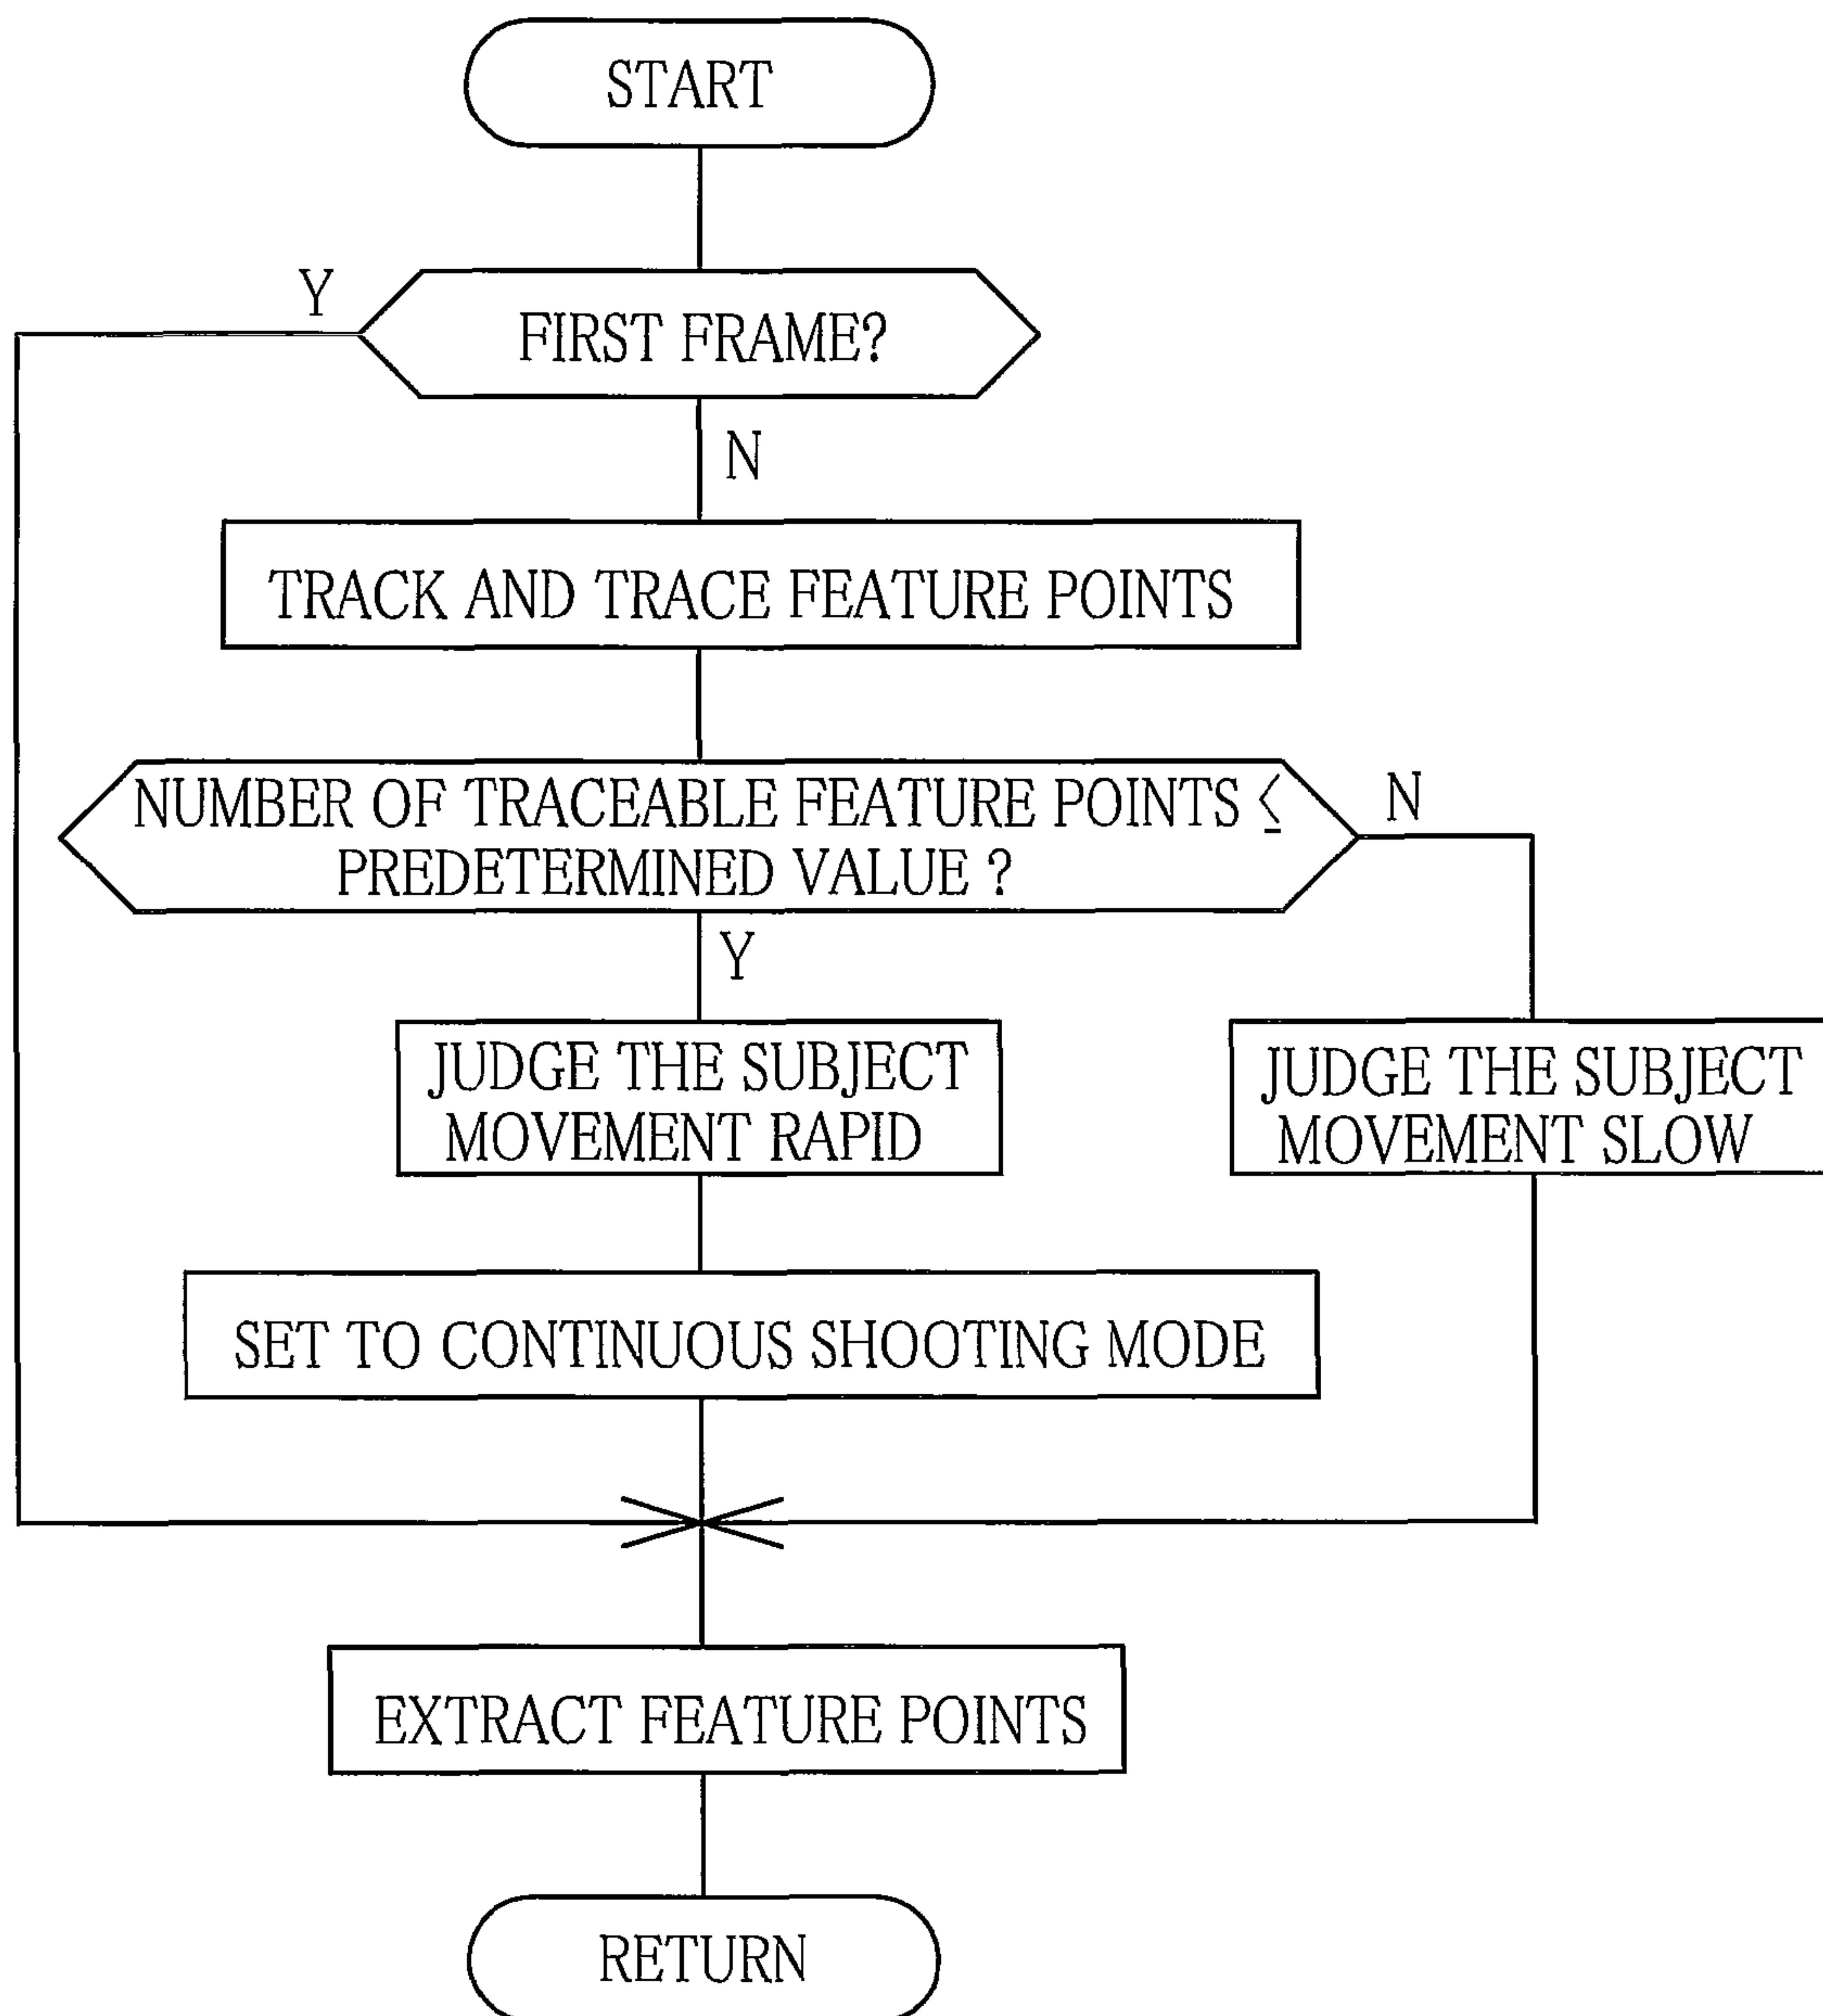 START
Y
FIRST FRAME?
N
TRACK AND TRACE FEATURE POINTS
NUMBER OF TRACEABLE FEATURE POINTS ≤
PREDETERMINED VALUE ?
N
Y
JUDGE THE SUBJECT
MOVEMENT RAPID
JUDGE THE SUBJECT
MOVEMENT SLOW
SET TO CONTINUOUS SHOOTING MODE
EXTRACT FEATURE POINTS
RETURN